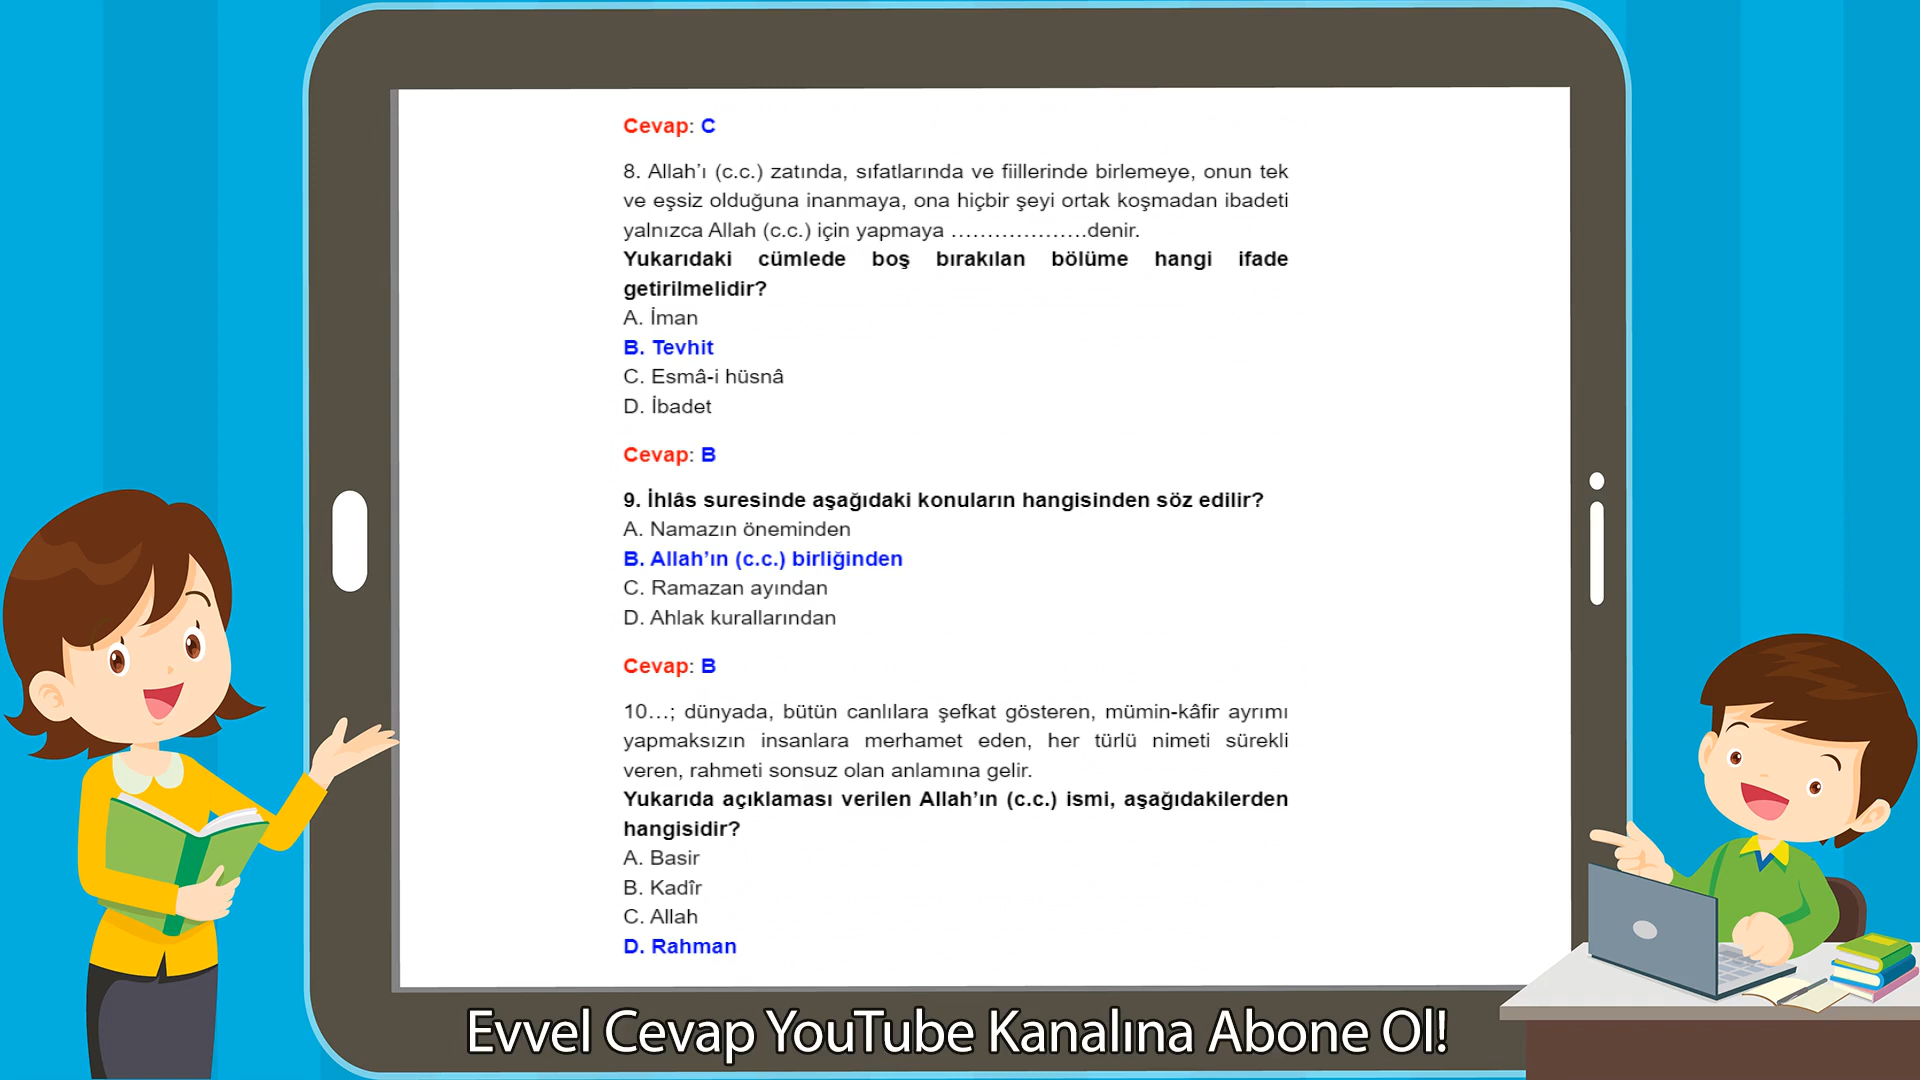 Cevap: C
8. Allah’ı (c.c.) zatında, sıfatlarında ve fiillerinde birlemeye, onun tek
ve eşsiz olduğuna inanmaya, ona hiçbir şeyi ortak koşmadan ibadeti
yalnızca Allah (c.c.) için yapmaya ……………….denir.
Yukarıdaki cümlede boş bırakılan bölüme hangi ifade
getirilmelidir?
A. İman
B. Tevhit
C. Esmâ-i hüsnâ
D. İbadet
Cevap: B
9. İhlâs suresinde aşağıdaki konuların hangisinden söz edilir?
A. Namazın öneminden
B. Allah’ın (c.c.) birliğinden
C. Ramazan ayından
D. Ahlak kurallarından
Cevap: B
10…; dünyada, bütün canlılara şefkat gösteren, mümin-kâfir ayrımı
yapmaksızın insanlara merhamet eden, her türlü nimeti sürekli
veren, rahmeti sonsuz olan anlamına gelir.
Yukarıda açıklaması verilen Allah’ın (c.c.) ismi, aşağıdakilerden
hangisidir?
A. Basir
B. Kadîr
C. Allah
D. Rahman
Evvel Cevap YouTube Kanalına Abone Ol!